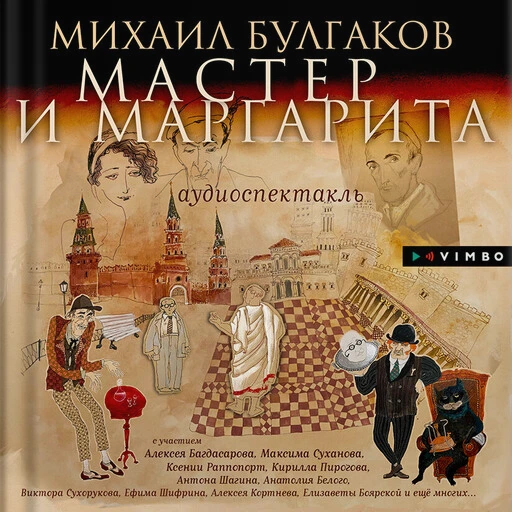 МИХАИЛ БУЛГАКОВ
МАСТЕР
И МАРГАРИТА
аудиоспектакль
VIMBO
с участием
Алексея Багдасарова, Максима Суханова,
Ксении Раппопорт, Кирилла Пирогова,
Антона Шагина, Анатолия Белого,
Виктора Сухорукова, Ефима Шифрина, Алексея Кортнева, Елизаветы Боярской и ещё многих...